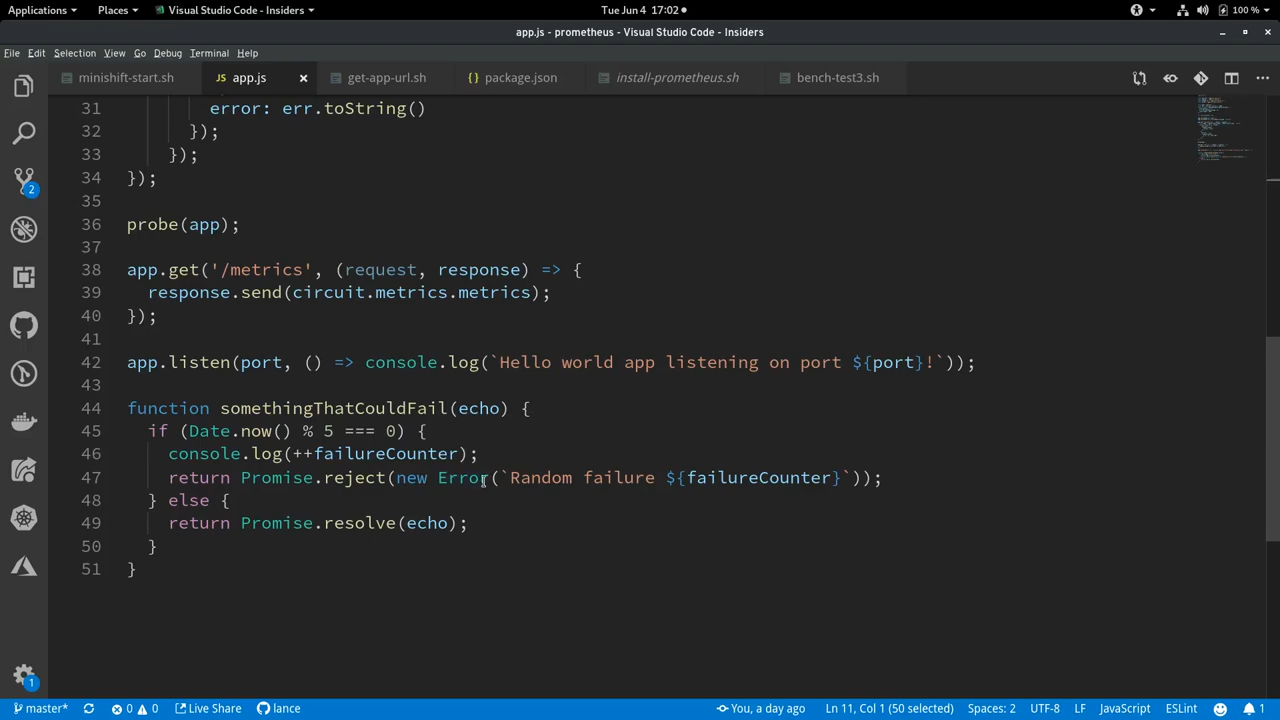 Applications Places Visual Studio Code - Insiders Tue Jun 4 17:02 100 %
app.js - prometheus - Visual Studio Code - Insiders
File Edit Selection View Go Debug Terminal Help
minishift-start.sh app.js get-app-url.sh {} package.json install-prometheus.sh bench-test3.sh
31 error: err.toString()
32 });
33 });
34 });
35
36 probe(app);
37
38 app.get('/metrics', (request, response) => {
39 response.send(circuit.metrics.metrics);
40 });
41
42 app.listen(port, () => console.log(`Hello world app listening on port ${port}!`));
43
44 function somethingThatCouldFail(echo) {
45 if (Date.now() % 5 === 0) {
46 console.log(++failureCounter);
47 return Promise.reject(new Error(`Random failure ${failureCounter}`));
48 } else {
49 return Promise.resolve(echo);
50 }
51 }
2
1
master* 0 0 Live Share lance You, a day ago Ln 11, Col 1 (50 selected) Spaces: 2 UTF-8 LF JavaScript ESLint 1